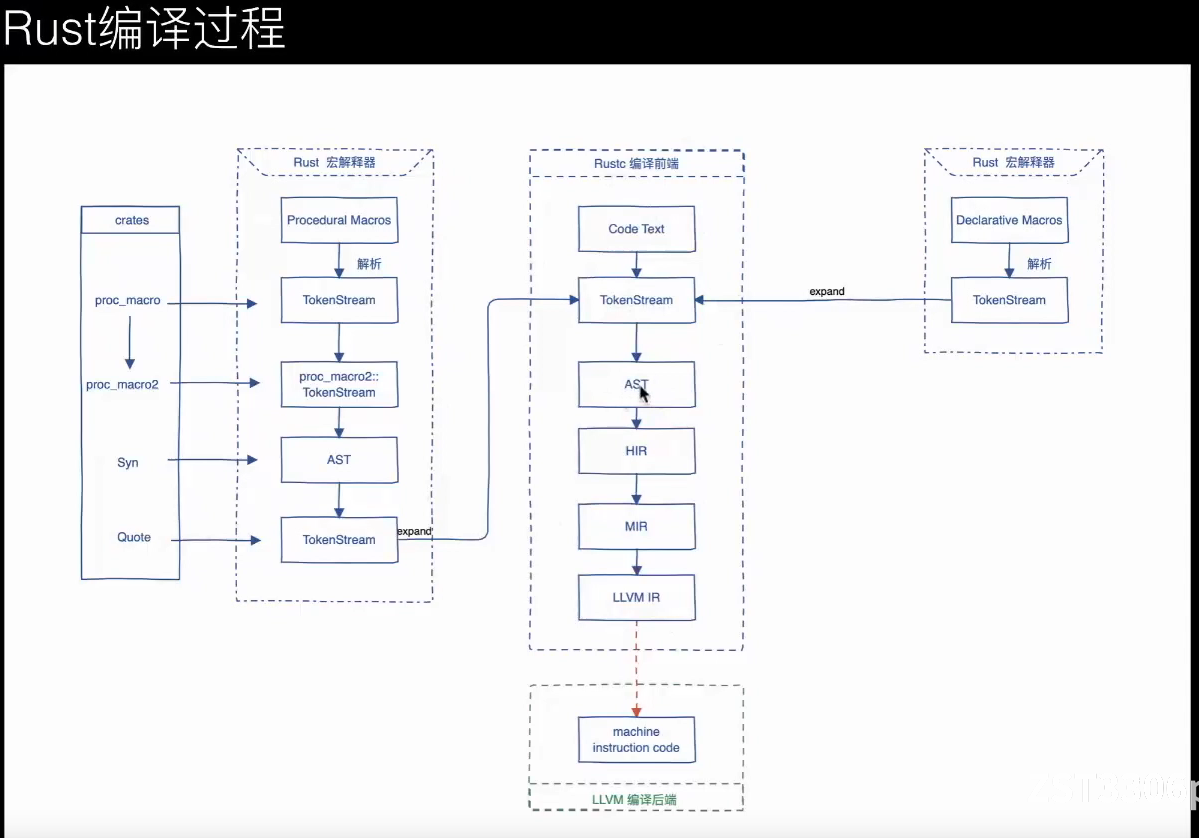 Rust编译过程
crates
proc_macro
proc_macro2
Syn
Quote
Rust 宏解释器
Procedural Macros
解析
TokenStream
proc_macro2::
TokenStream
AST
TokenStream
expand
Rustc 编译前端
Code Text
TokenStream
AST
HIR
MIR
LLVM IR
machine
instruction code
LLVM 编译后端
expand
Rust 宏解释器
Declarative Macros
解析
TokenStream